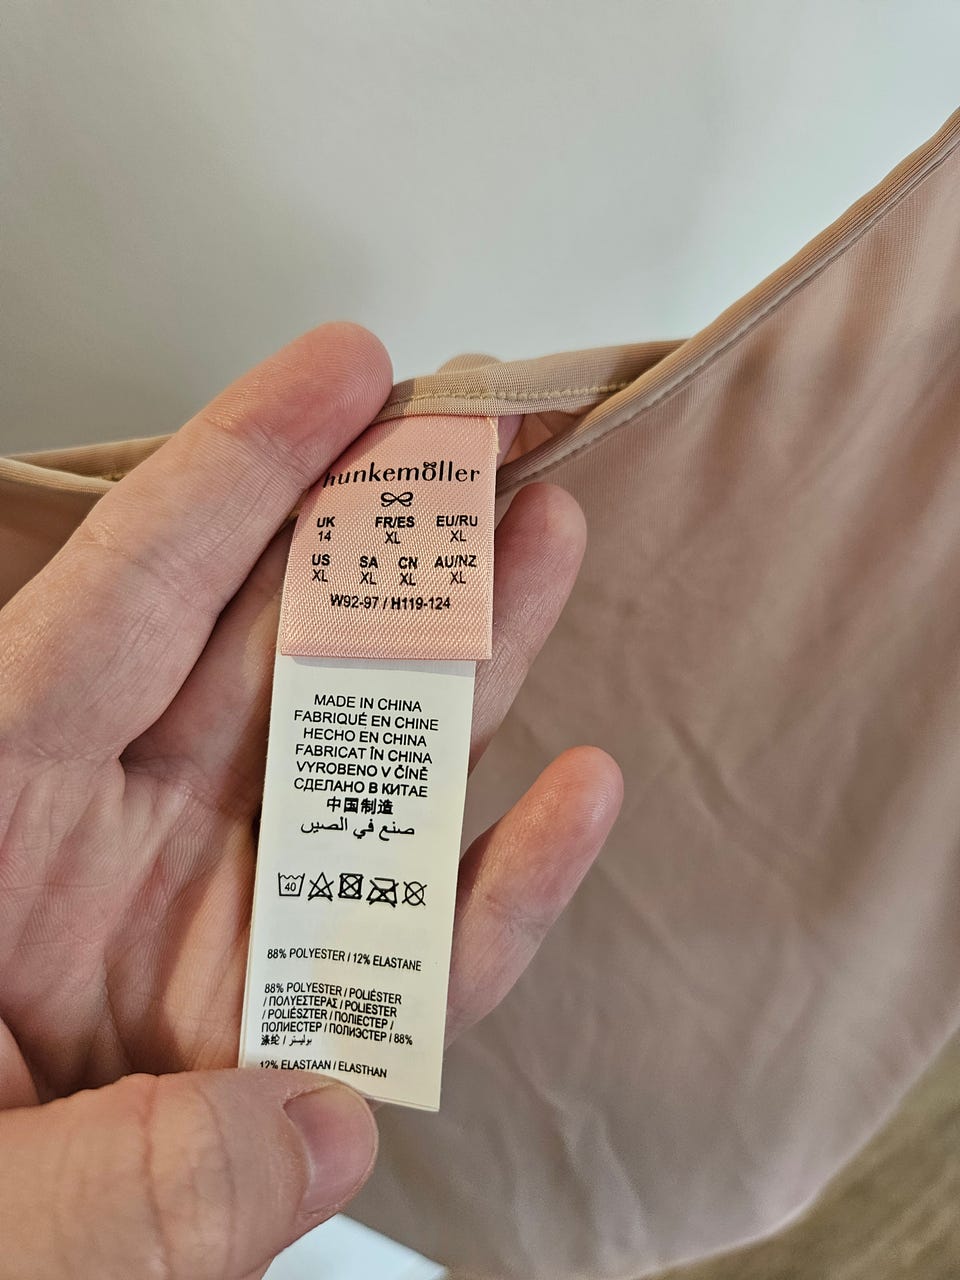 hunkemöller
UK FR/ES EU/RU
14 XL XL
US SA CN AU/NZ
XL XL XL XL
W92-97 / H119-124
MADE IN CHINA
FABRIQUÉ EN CHINE
HECHO EN CHINA
FABRICAT ÎN CHINA
VYROBENO V ČÍNĚ
СДЕЛАНО В КИТАЕ
中国制造
صنع في الصين
40
88% POLYESTER / 12% ELASTANE
88% POLYESTER / POLIÉSTER
/ ΠΟΛΥΕΣΤΕΡΑΣ / POLIESTER
/ POLIÉSZTER / ПОЛІЕСТЕР /
ПОЛИЕСТЕР / ПОЛИЭСТЕР / 88%
涤纶 / بوليستر /
12% ELASTAAN / ELASTHAN